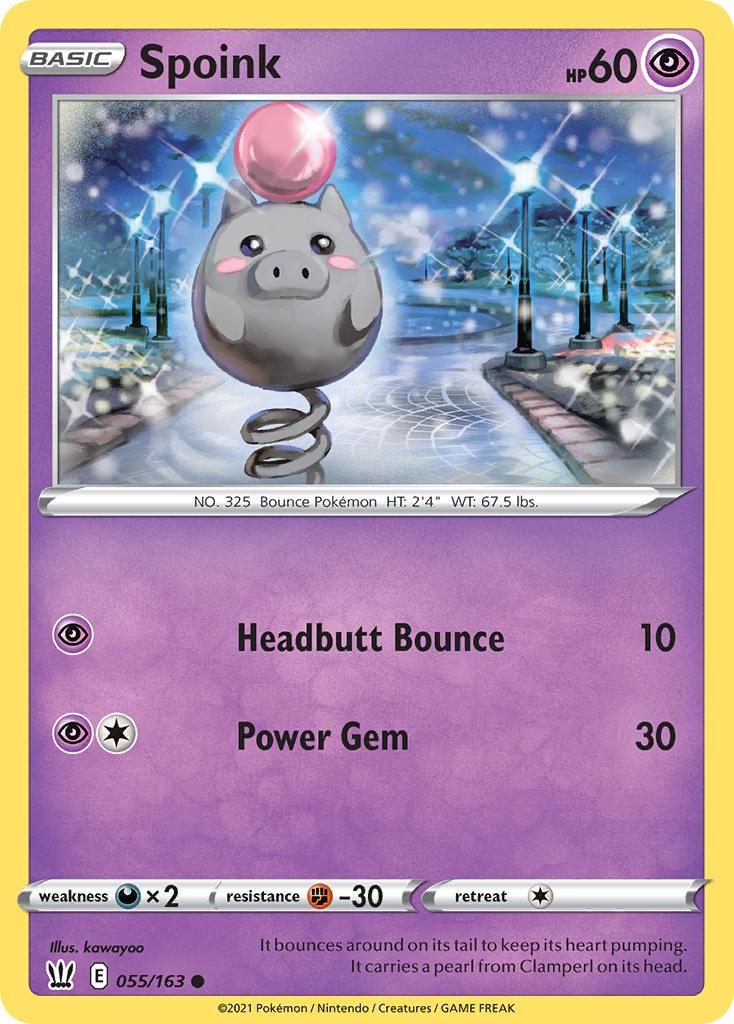 BASIC Spoink HP 60
NO. 325 Bounce Pokémon HT: 2'4" WT: 67.5 lbs.
Headbutt Bounce 10
Power Gem 30
weakness ×2 resistance -30 retreat
Illus. kawayoo
It bounces around on its tail to keep its heart pumping.
It carries a pearl from Clamperl on its head.
E 055/163
©2021 Pokémon / Nintendo / Creatures / GAME FREAK